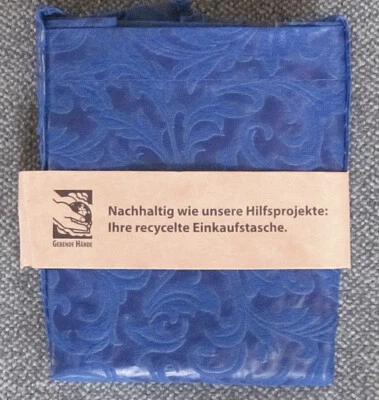 Nachhaltig wie unsere Hilfsprojekte:
Ihre recycelte Einkaufstasche.
GEBENDE HÄNDE